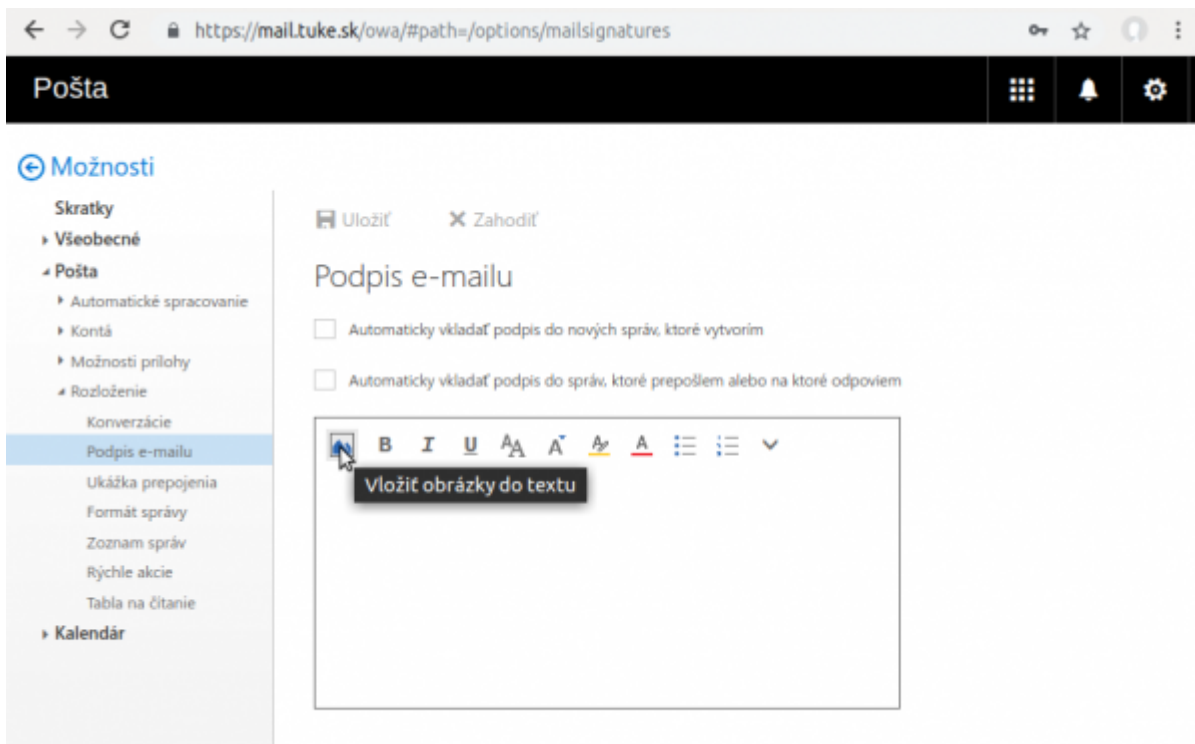 https://mail.tuke.sk/owa/#path=/options/mailsignatures
Pošta
Možnosti
Skratky
Všeobecné
Pošta
Automatické spracovanie
Kontá
Možnosti prílohy
Rozloženie
Konverzácie
Podpis e-mailu
Ukážka prepojenia
Formát správy
Zoznam správ
Rýchle akcie
Tabla na čítanie
Kalendár
Uložiť Zahodiť
Podpis e-mailu
Automaticky vkladať podpis do nových správ, ktoré vytvorím
Automaticky vkladať podpis do správ, ktoré prepošlem alebo na ktoré odpoviem
B I U AA A A A
Vložiť obrázky do textu